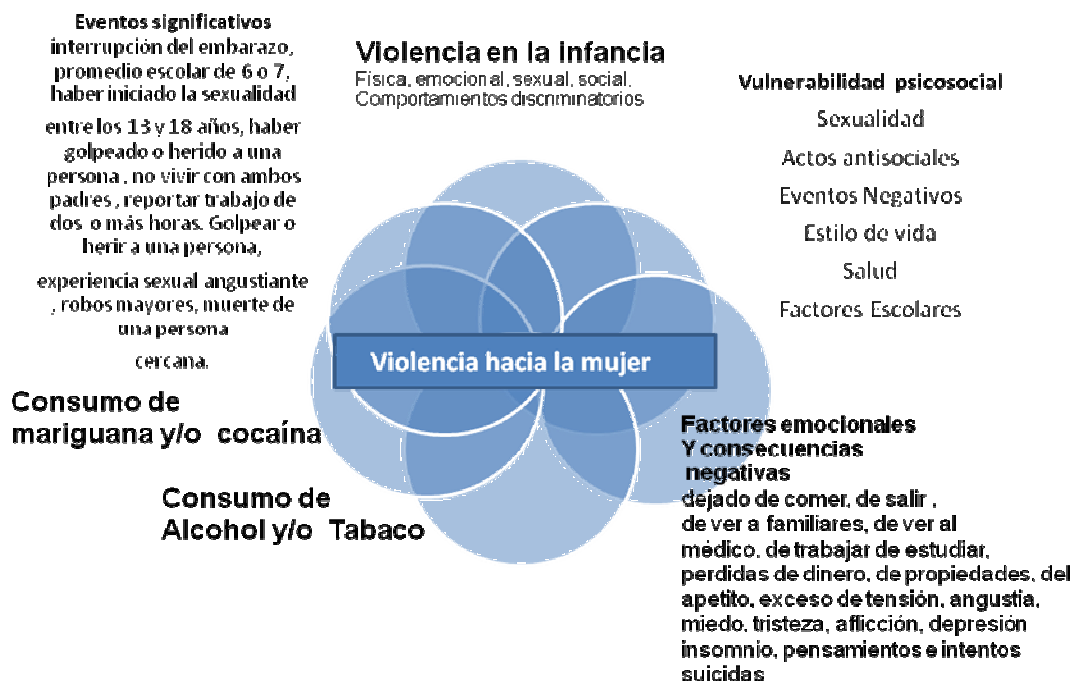 Eventos significativos
interrupción del embarazo,
promedio escolar de 6 o 7,
haber iniciado la sexualidad
entre los 13 y 18 años, haber
golpeado o herido a una
persona , no vivir con ambos
padres , reportar trabajo de
dos o más horas. Golpear o
herir a una persona,
experiencia sexual angustiante
, robos mayores, muerte de
una persona
cercana.
Violencia en la infancia
Física, emocional, sexual, social,
Comportamientos discriminatorios
Vulnerabilidad psicosocial
Sexualidad
Actos antisociales
Eventos Negativos
Estilo de vida
Salud
Factores Escolares
Violencia hacia la mujer
Consumo de
mariguana y/o cocaína
Consumo de
Alcohol y/o Tabaco
Factores emocionales
Y consecuencias
negativas
dejado de comer, de salir ,
de ver a familiares, de ver al
médico, de trabajar de estudiar,
perdidas de dinero, de propiedades, del
apetito, exceso de tensión, angustia,
miedo, tristeza, aflicción, depresión
insomnio, pensamientos e intentos
suicidas